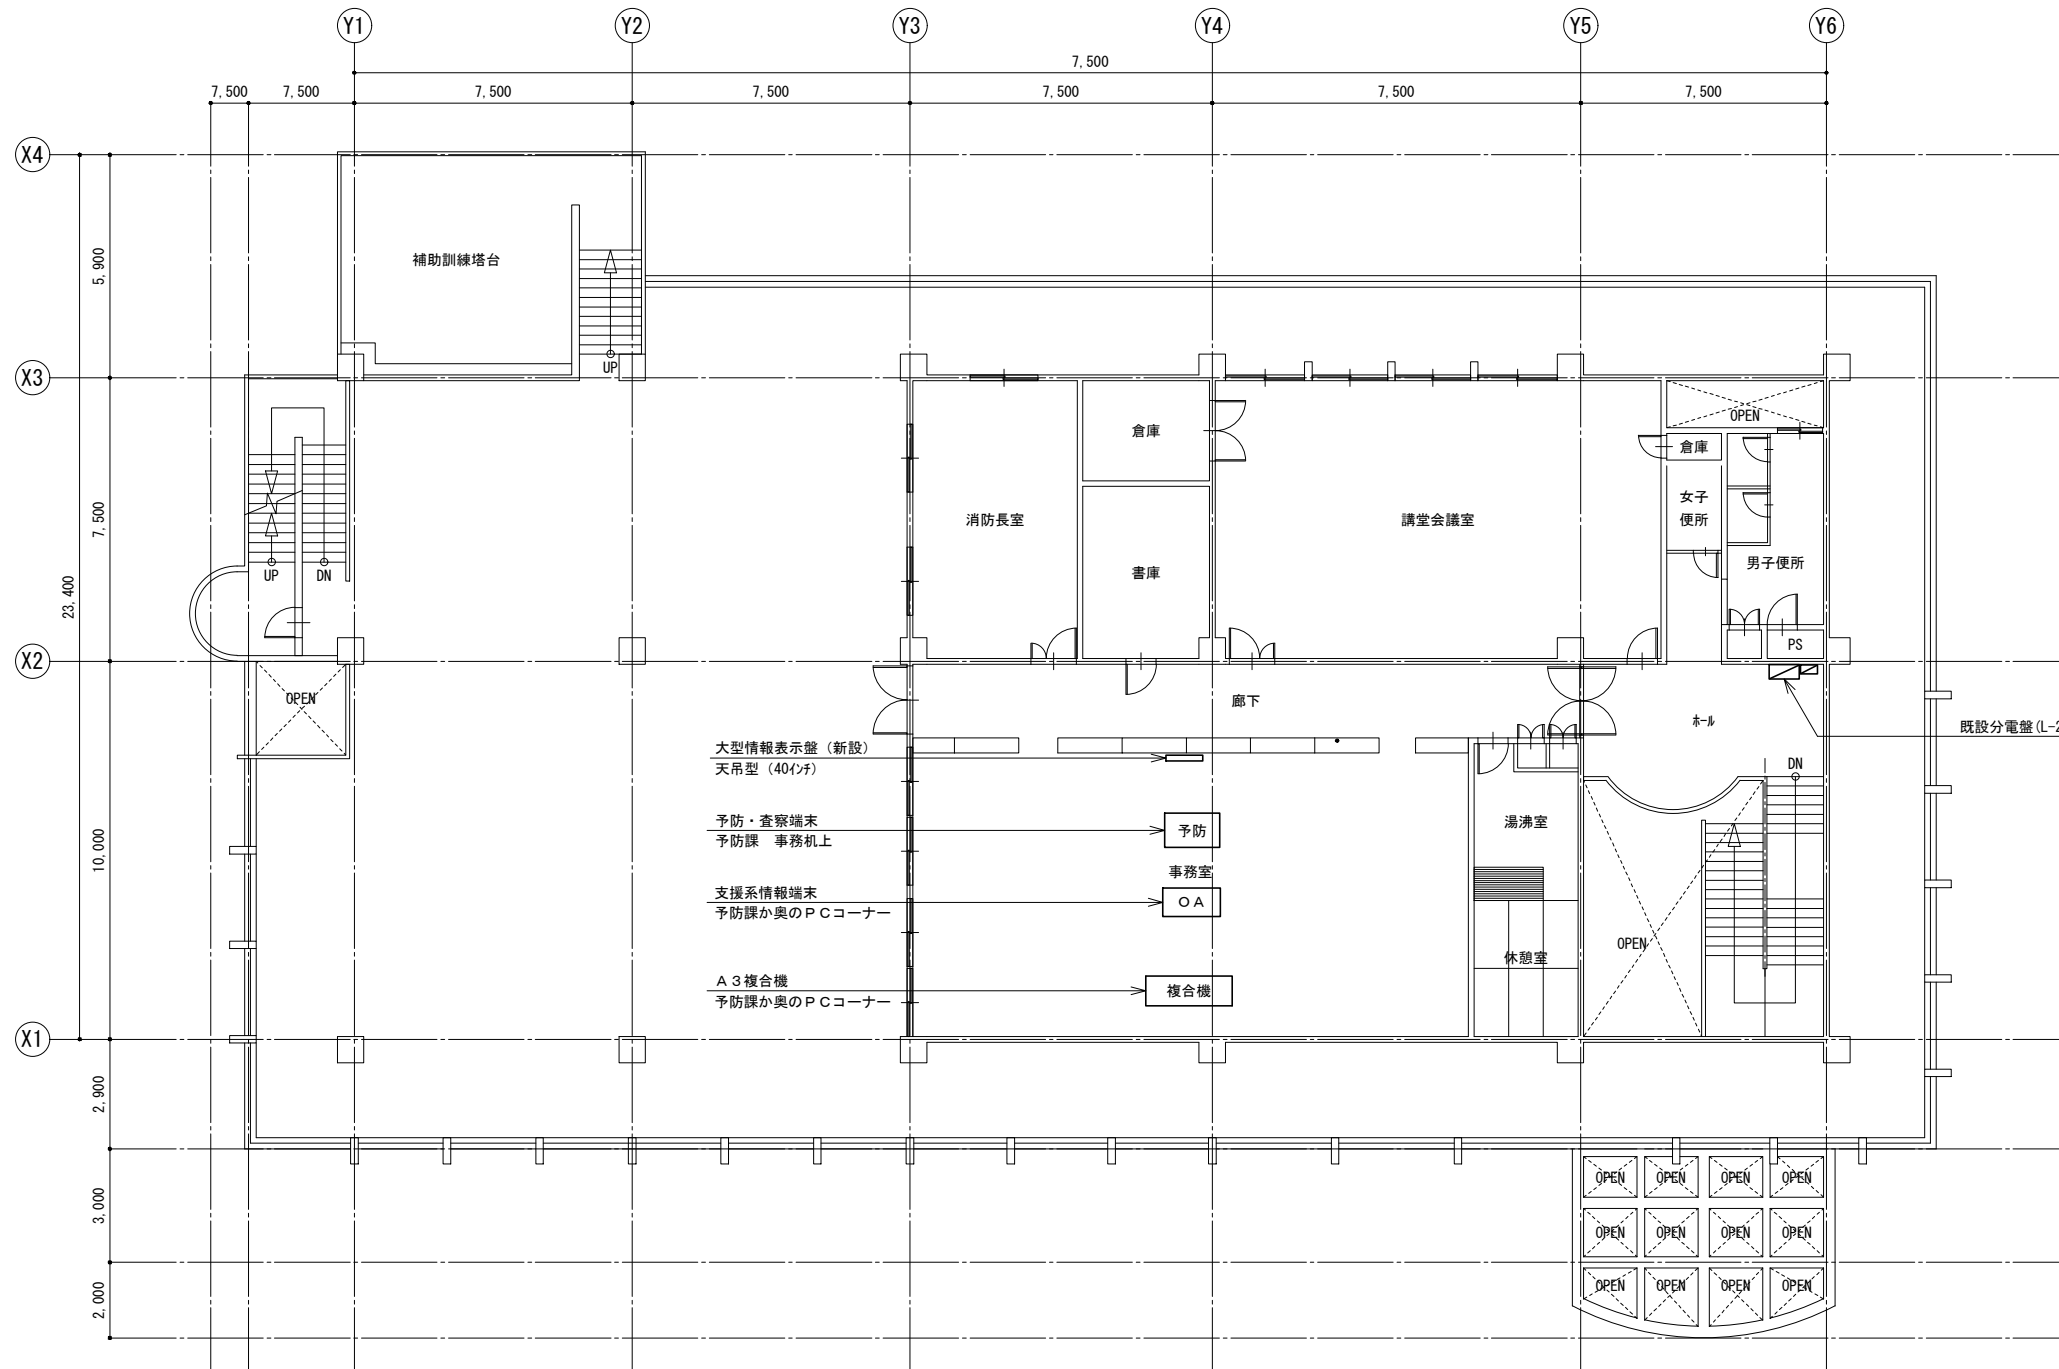 Y1 Y2 Y3 Y4 Y5 Y6
7,500
7,500 7,500 7,500 7,500 7,500 7,500 7,500
X4
5,900
補助訓練塔台
UP
X3
倉庫
OPEN
倉庫
女子
便所
消防長室
講堂会議室
7,500
23,400
書庫
男子便所
UP DN
PS
X2
OPEN
廊下
ホール
既設分電盤(L-2
大型情報表示盤（新設）
天吊型（40インチ）
DN
予防・査察端末
予防課　事務机上
予防
湯沸室
10,000
事務室
支援系情報端末
予防課か奥のＰＣコーナー
ＯＡ
OPEN
休憩室
Ａ３複合機
予防課か奥のＰＣコーナー
複合機
X1
2,900
OPEN OPEN OPEN OPEN
3,000
OPEN OPEN OPEN OPEN
2,000
OPEN OPEN OPEN OPEN